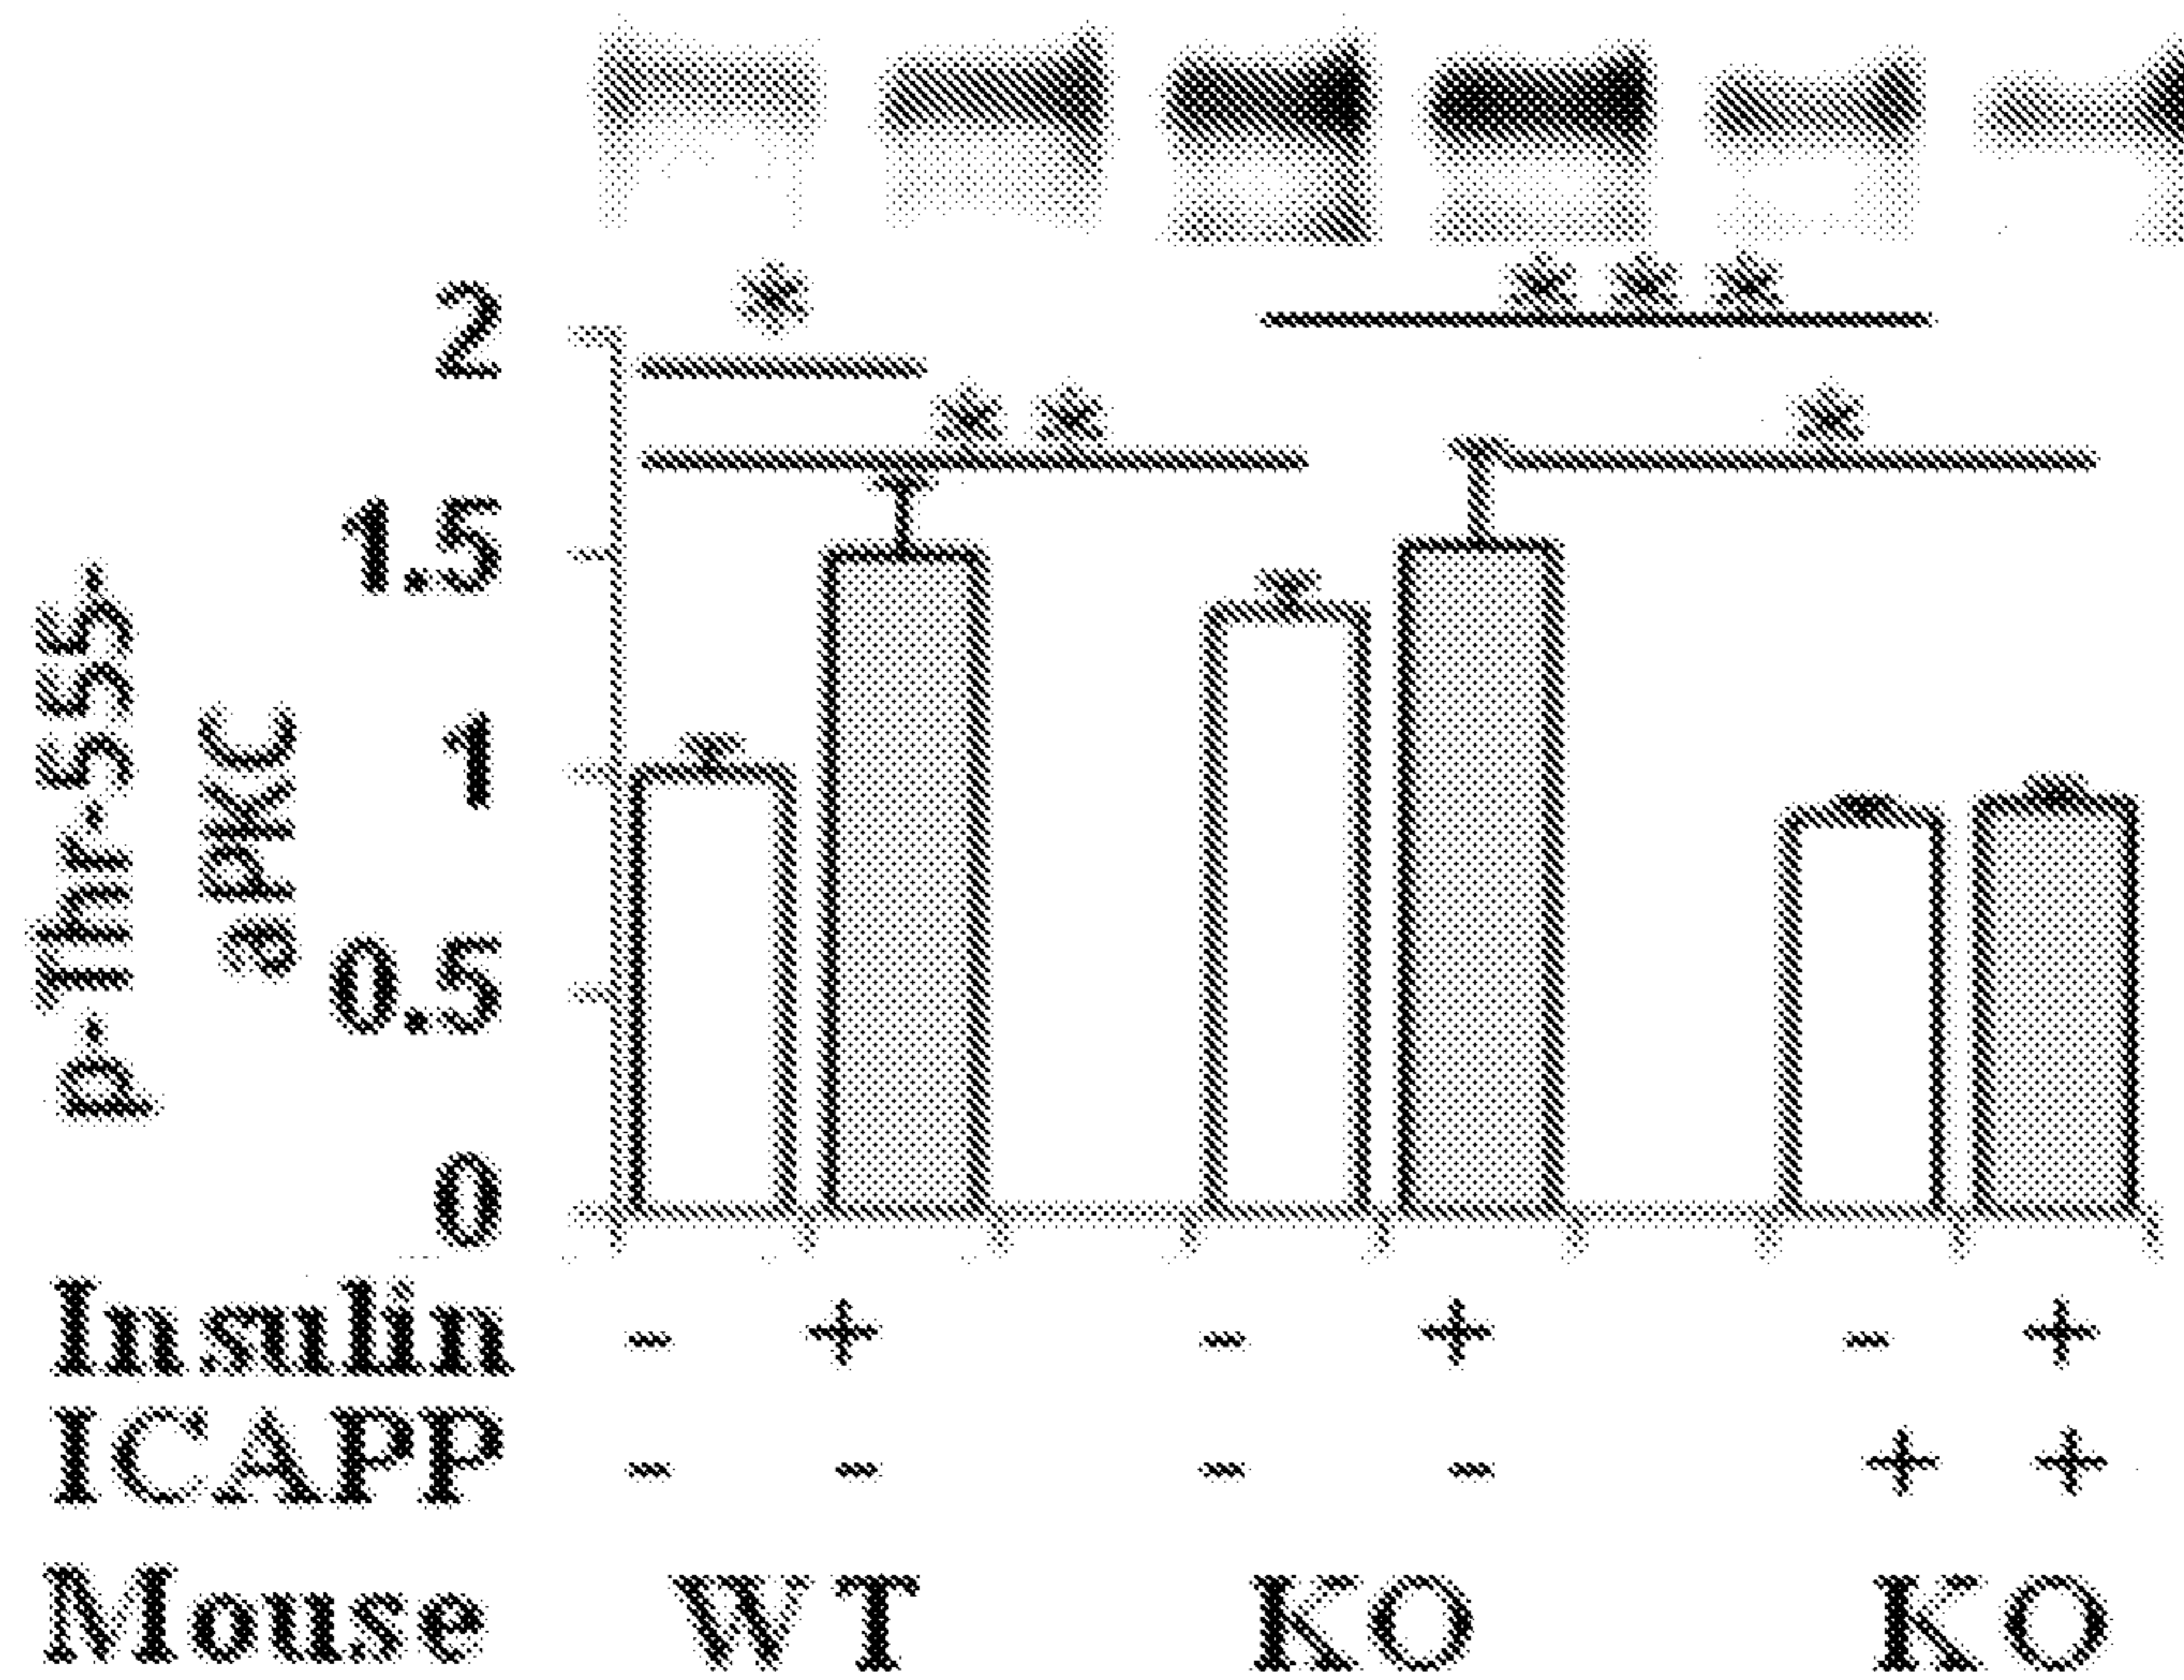 *
* * *
2
* *
*
1.5
1
0.5
0
p-Thr-555-
aPKC
Insulin - + - + - +
ICAPP - - - - + +
Mouse WT KO KO